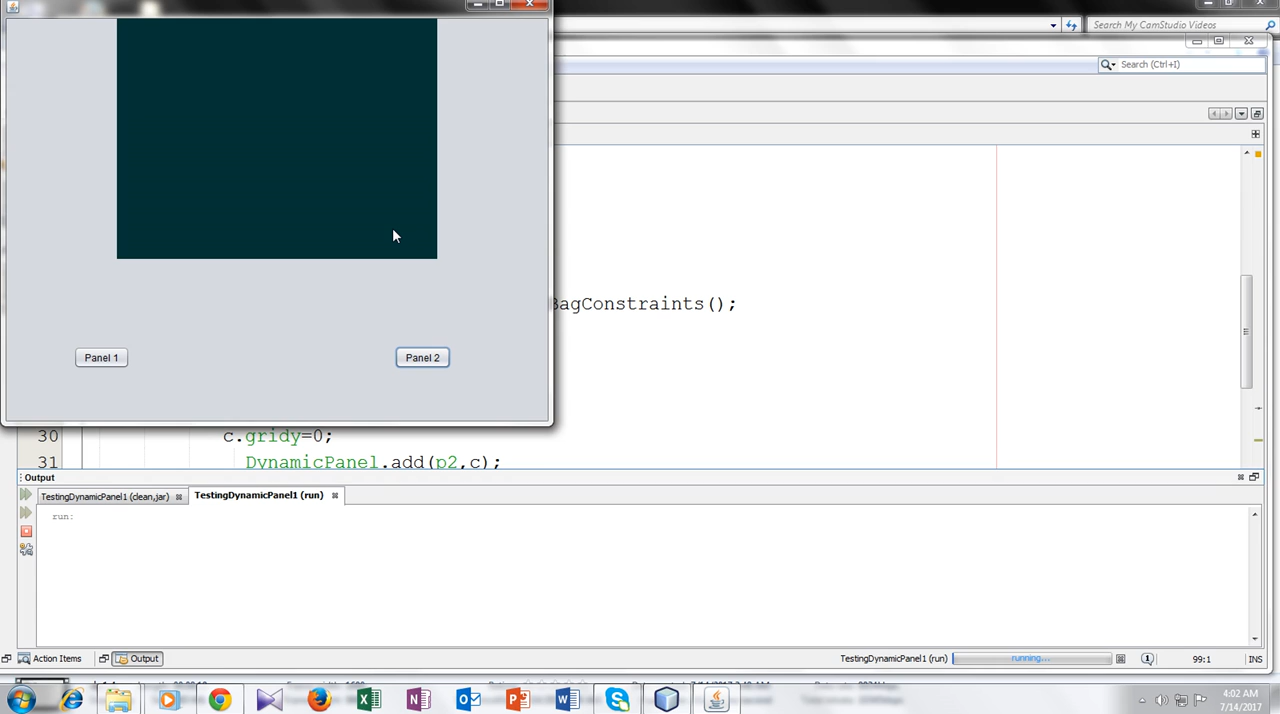 Search My CamStudio Videos
Search (Ctrl+I)
BagConstraints();
Panel 1
Panel 2
30 c.gridy=0;
31 DynamicPanel.add(p2,c);
Output
TestingDynamicPanel1 (clean,jar)
TestingDynamicPanel1 (run)
run:
Action Items
Output
TestingDynamicPanel1 (run)
running...
1
99:1
INS
4:02 AM
7/14/2017